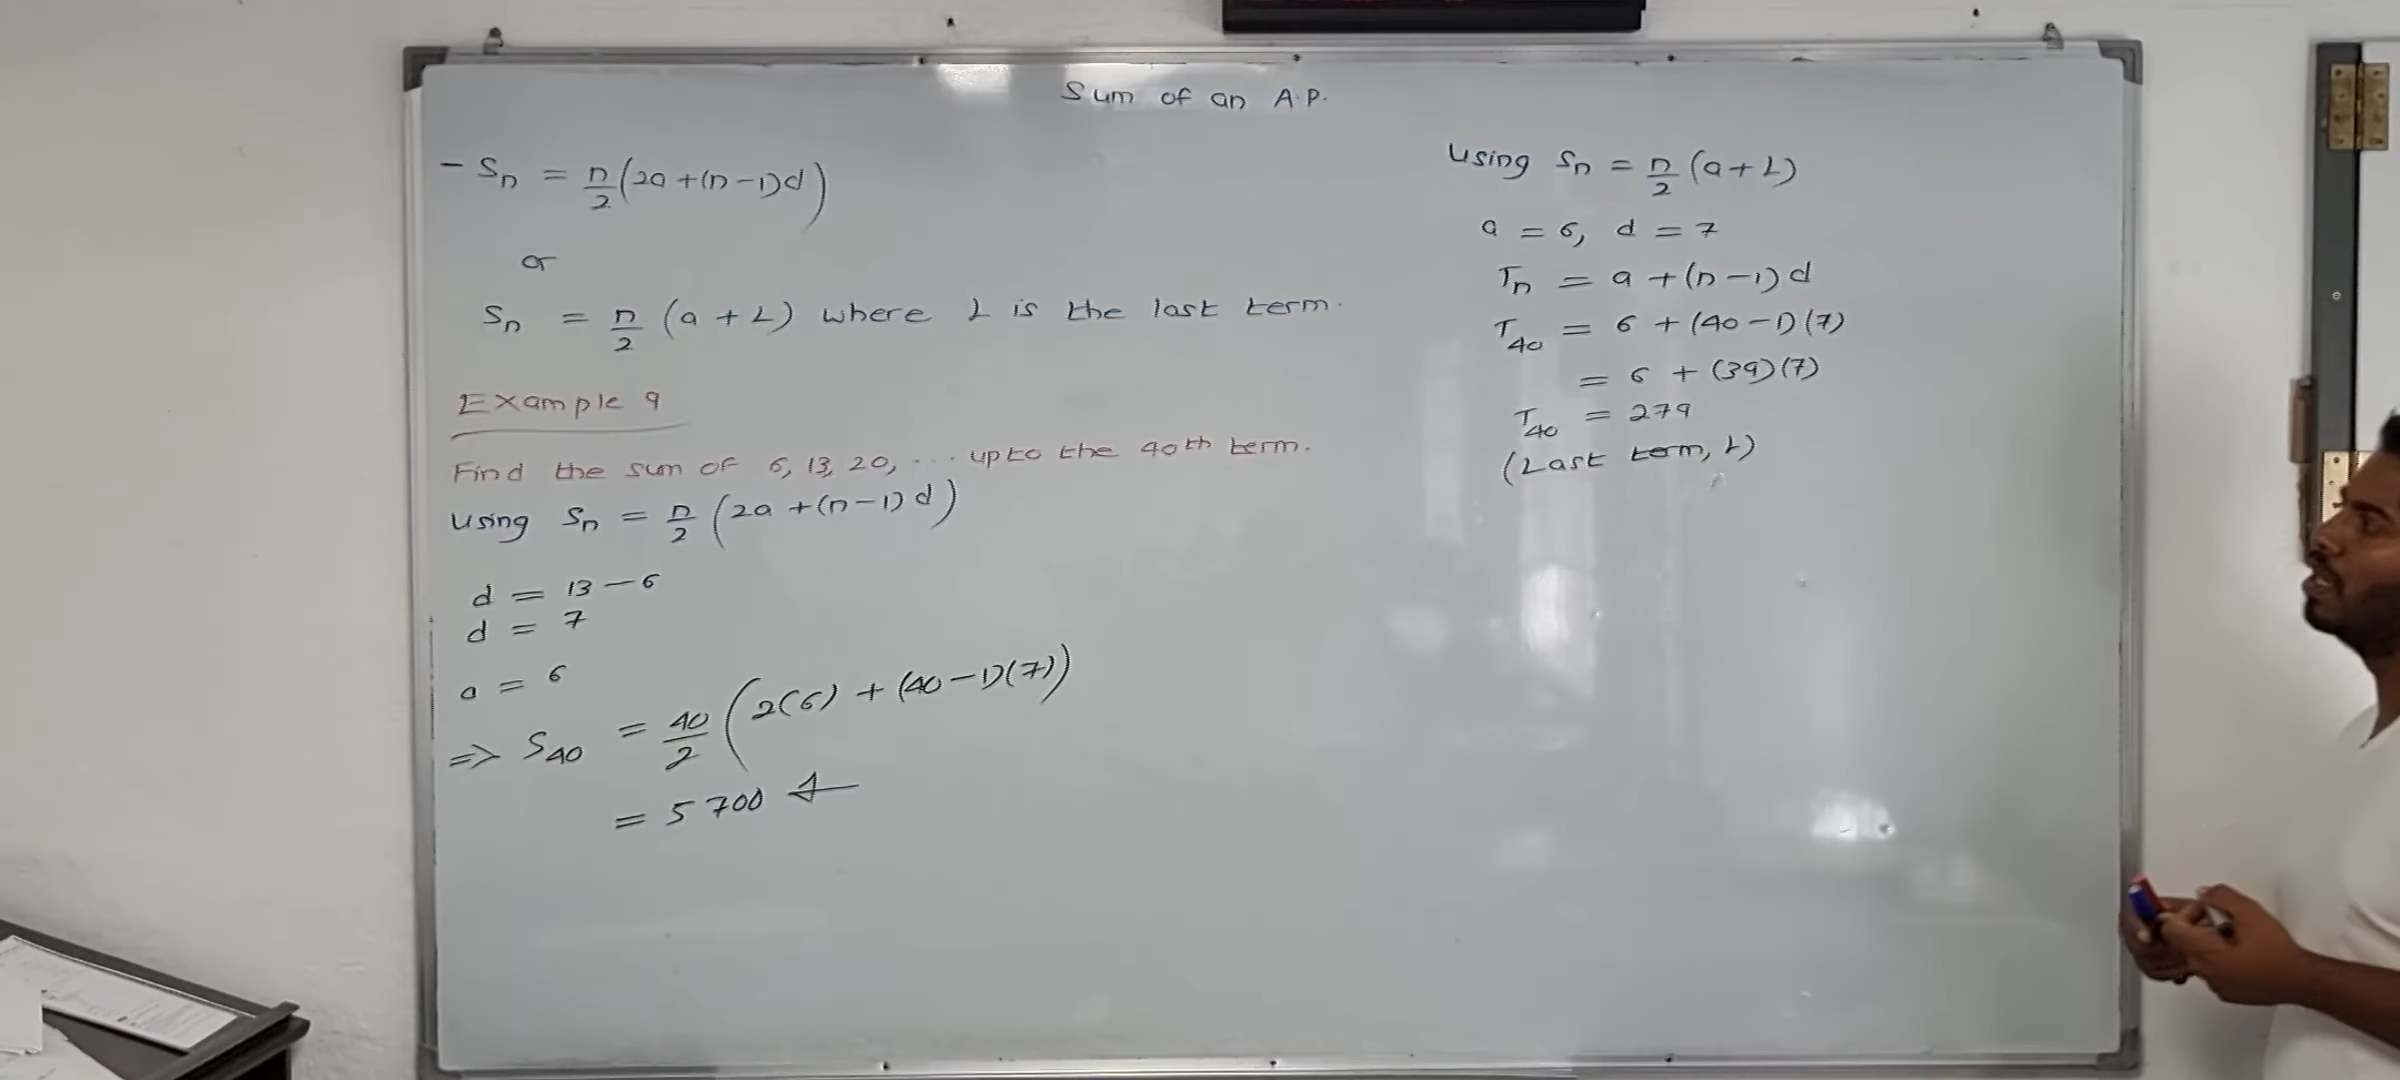 Sum of an A.P.
- Sn = n/2 (2a + (n - 1)d)
or
Sn = n/2 (a + L) where L is the last term.
Example 9
Find the sum of 6, 13, 20, ... upto the 40th term.
Using Sn = n/2 (2a + (n - 1) d)
d = 13 - 6
d = 7
a = 6
=> S40 = 40/2 (2(6) + (40 - 1)(7))
= 5700
Using Sn = n/2 (a + L)
a = 6, d = 7
Tn = a + (n - 1) d
T40 = 6 + (40 - 1)(7)
= 6 + (39)(7)
T40 = 279
(Last term, L)